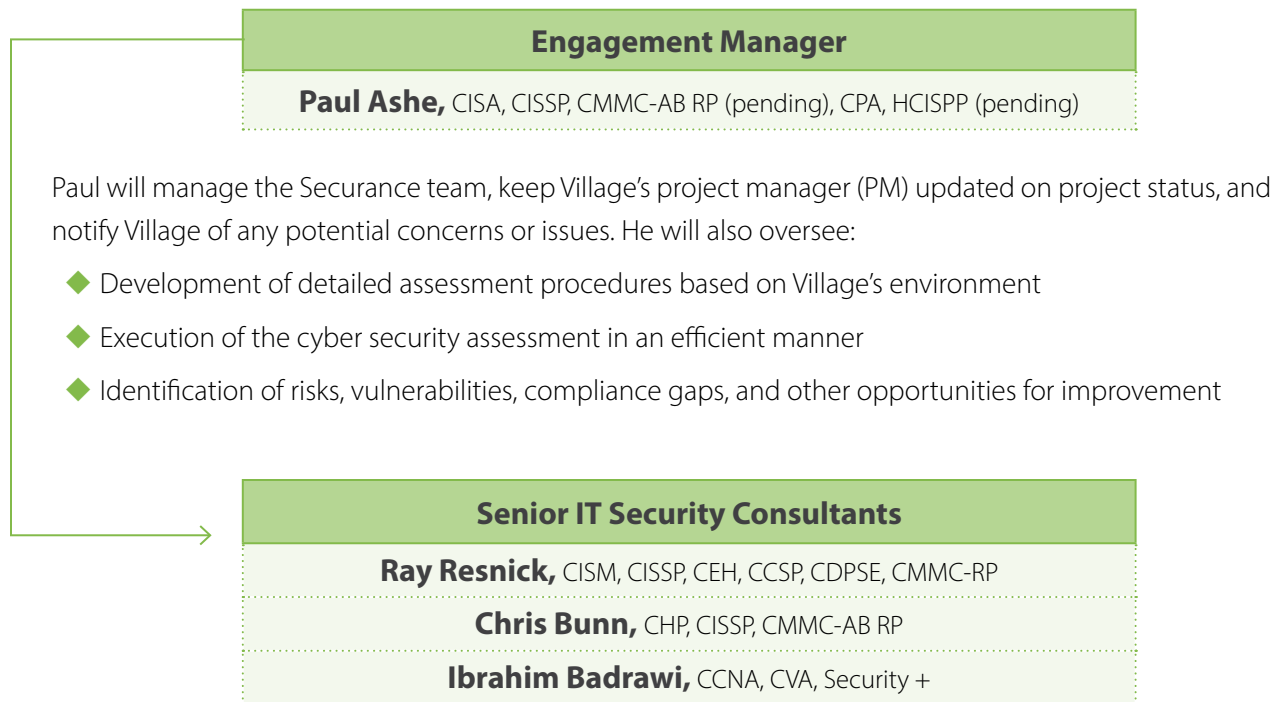 Engagement Manager
Paul Ashe, CISA, CISSP, CMMC-AB RP (pending), CPA, HCISPP (pending)
Paul will manage the Securance team, keep Village’s project manager (PM) updated on project status, and
notify Village of any potential concerns or issues. He will also oversee:
◆ Development of detailed assessment procedures based on Village’s environment
◆ Execution of the cyber security assessment in an efficient manner
◆ Identification of risks, vulnerabilities, compliance gaps, and other opportunities for improvement
Senior IT Security Consultants
Ray Resnick, CISM, CISSP, CEH, CCSP, CDPSE, CMMC-RP
Chris Bunn, CHP, CISSP, CMMC-AB RP
Ibrahim Badrawi, CCNA, CVA, Security +